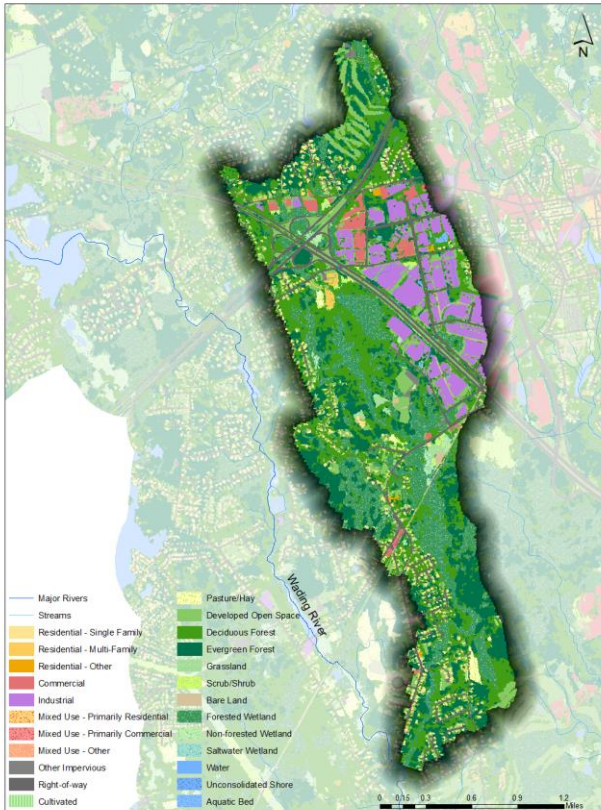 N
Wading River
Major Rivers
Streams
Residential - Single Family
Residential - Multi-Family
Residential - Other
Commercial
Industrial
Mixed Use - Primarily Residential
Mixed Use - Primarily Commercial
Mixed Use - Other
Other Impervious
Right-of-way
Cultivated
Pasture/Hay
Developed Open Space
Deciduous Forest
Evergreen Forest
Grassland
Scrub/Shrub
Bare Land
Forested Wetland
Non-forested Wetland
Saltwater Wetland
Water
Unconsolidated Shore
Aquatic Bed
0 0.15 0.3 0.6 0.9 1.2
Miles